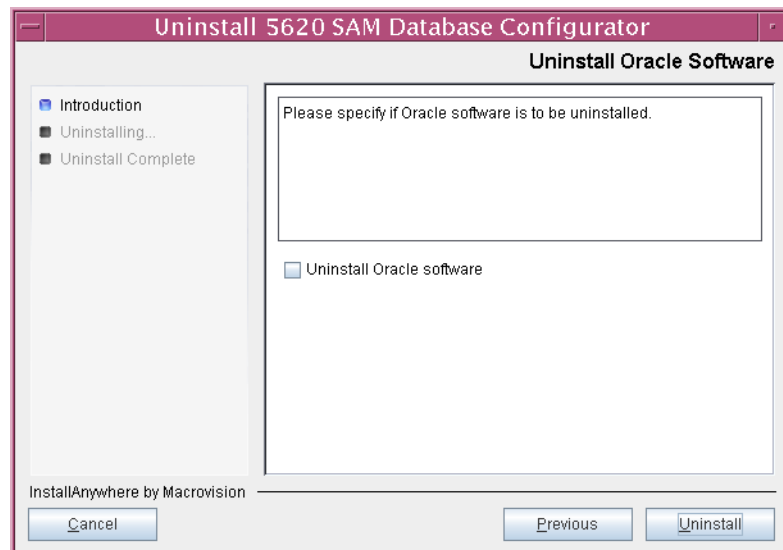 Uninstall 5620 SAM Database Configurator
Uninstall Oracle Software
Introduction
Uninstalling...
Uninstall Complete
Please specify if Oracle software is to be uninstalled.
Uninstall Oracle software
InstallAnywhere by Macrovision
Cancel
Previous
Uninstall